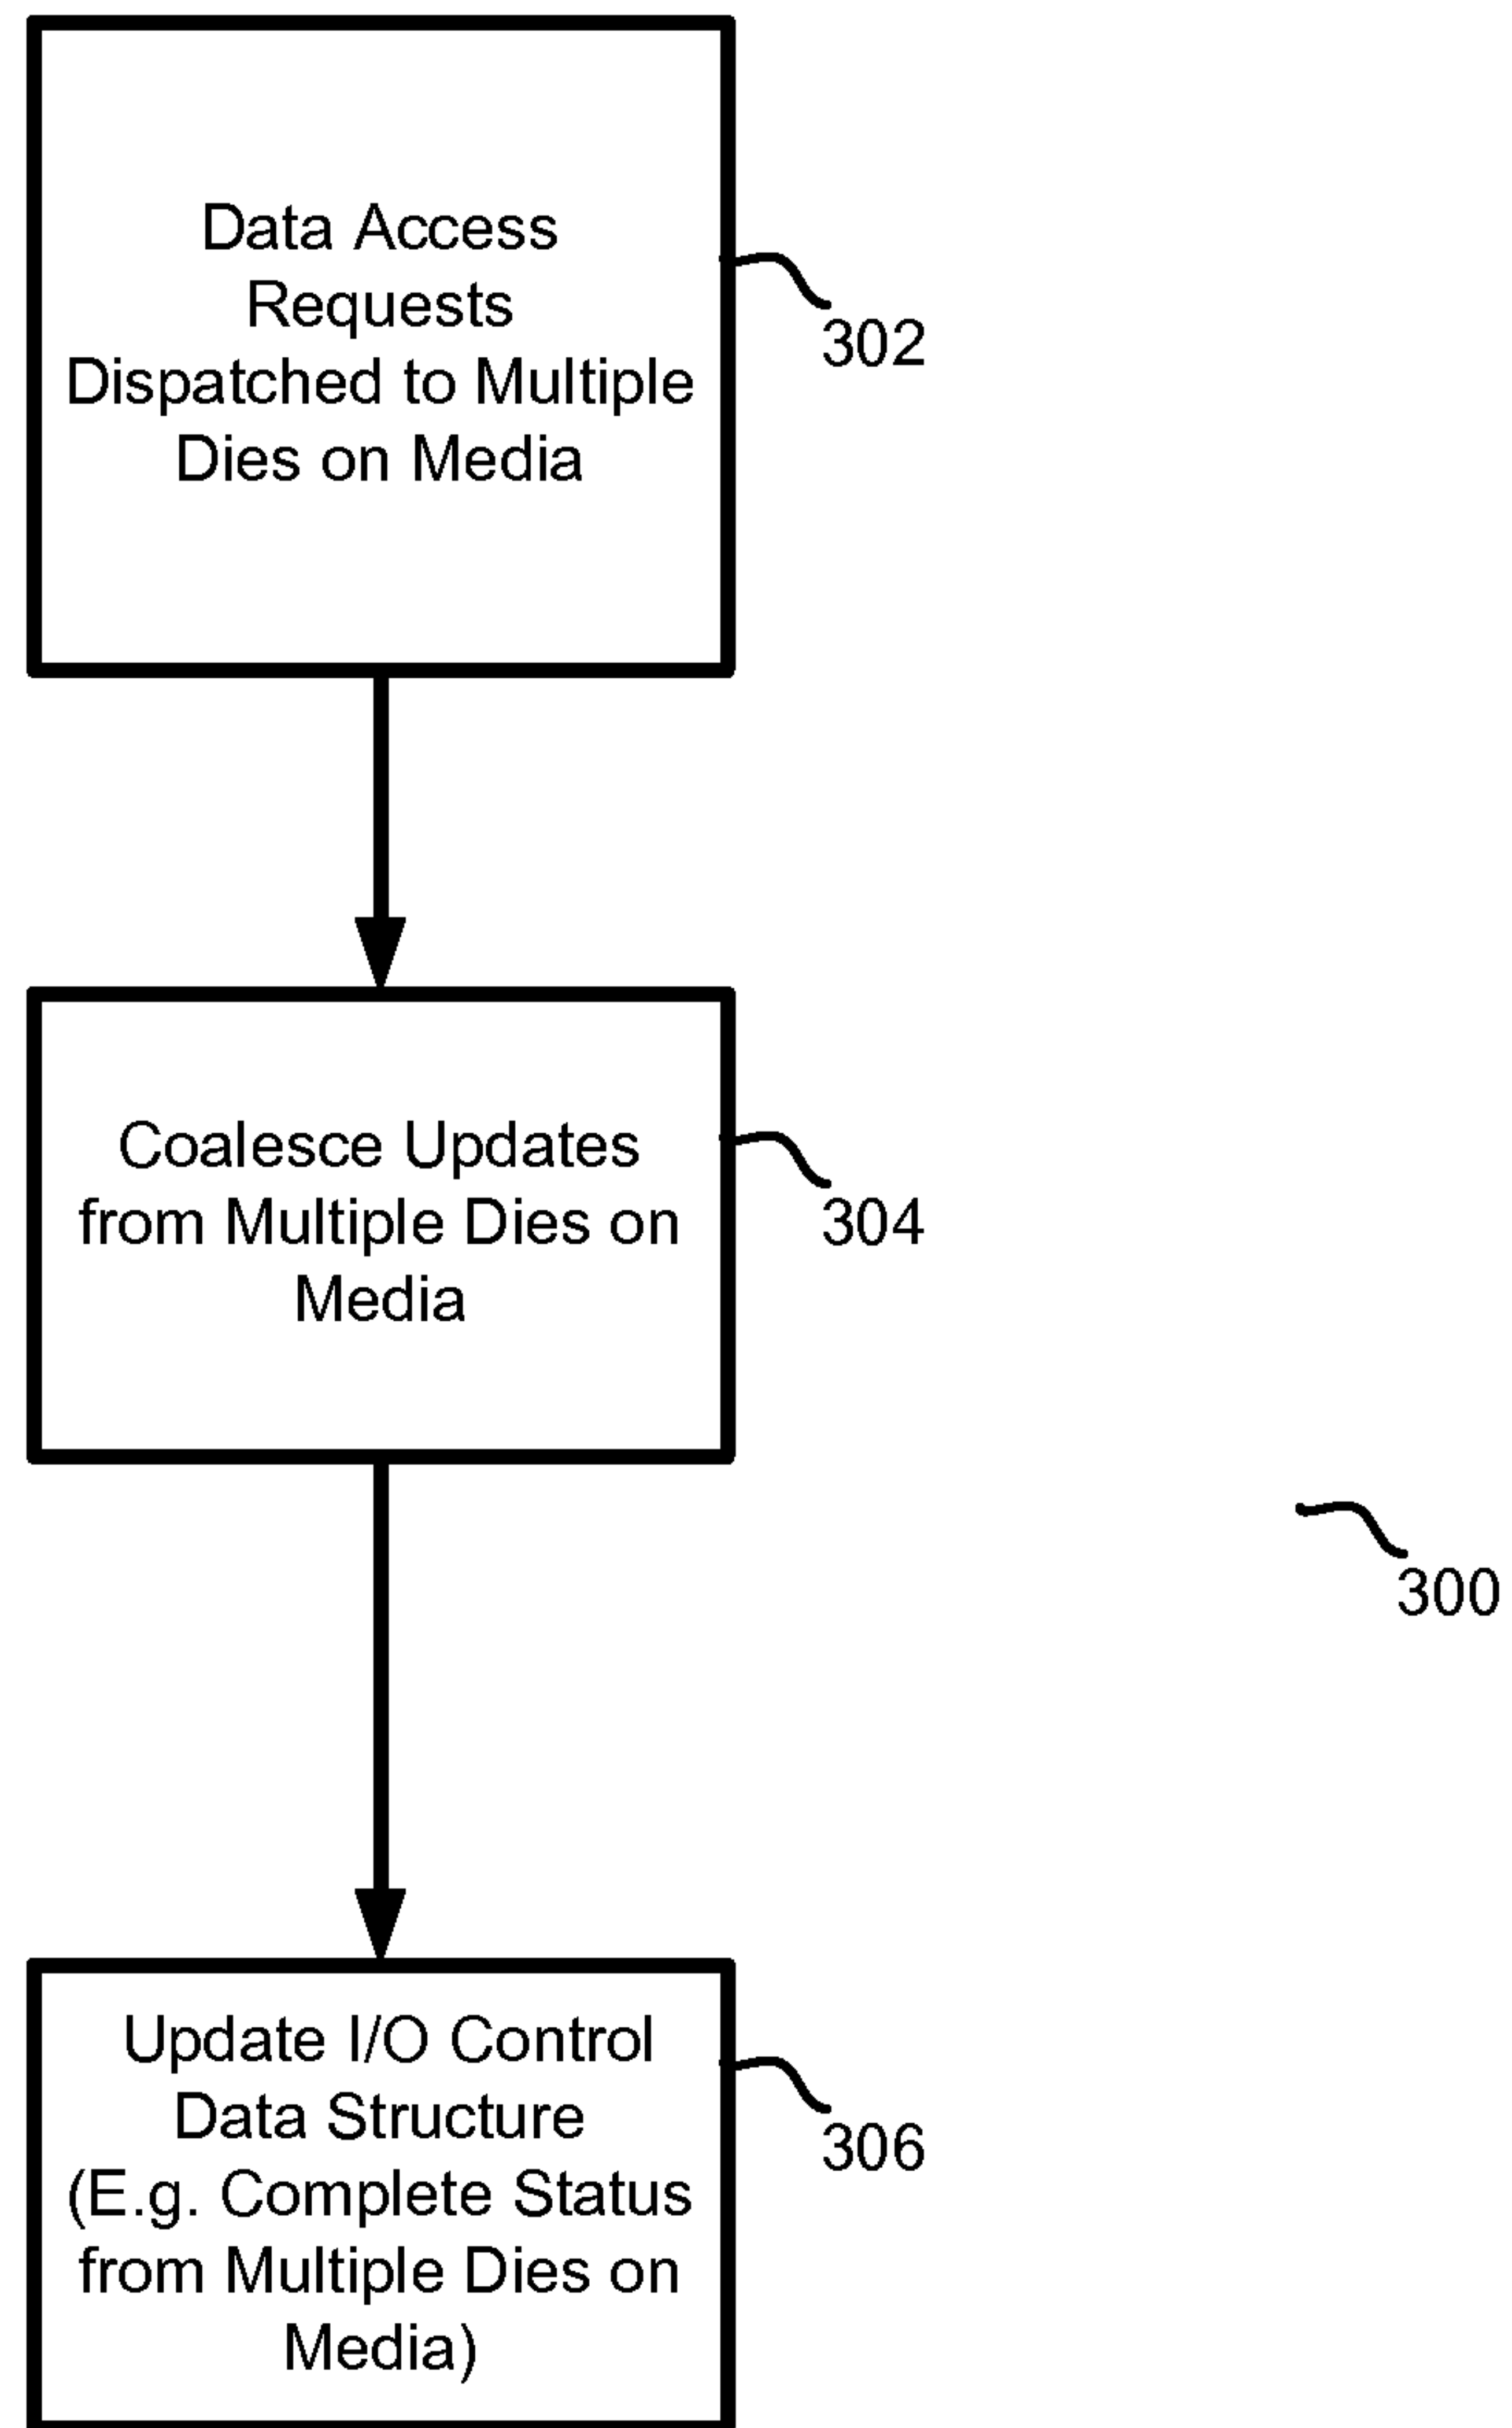 Data Access
Requests
Dispatched to Multiple
Dies on Media
302
Coalesce Updates
from Multiple Dies on
Media
304
300
Update I/O Control
Data Structure
(E.g. Complete Status
from Multiple Dies on
Media)
306